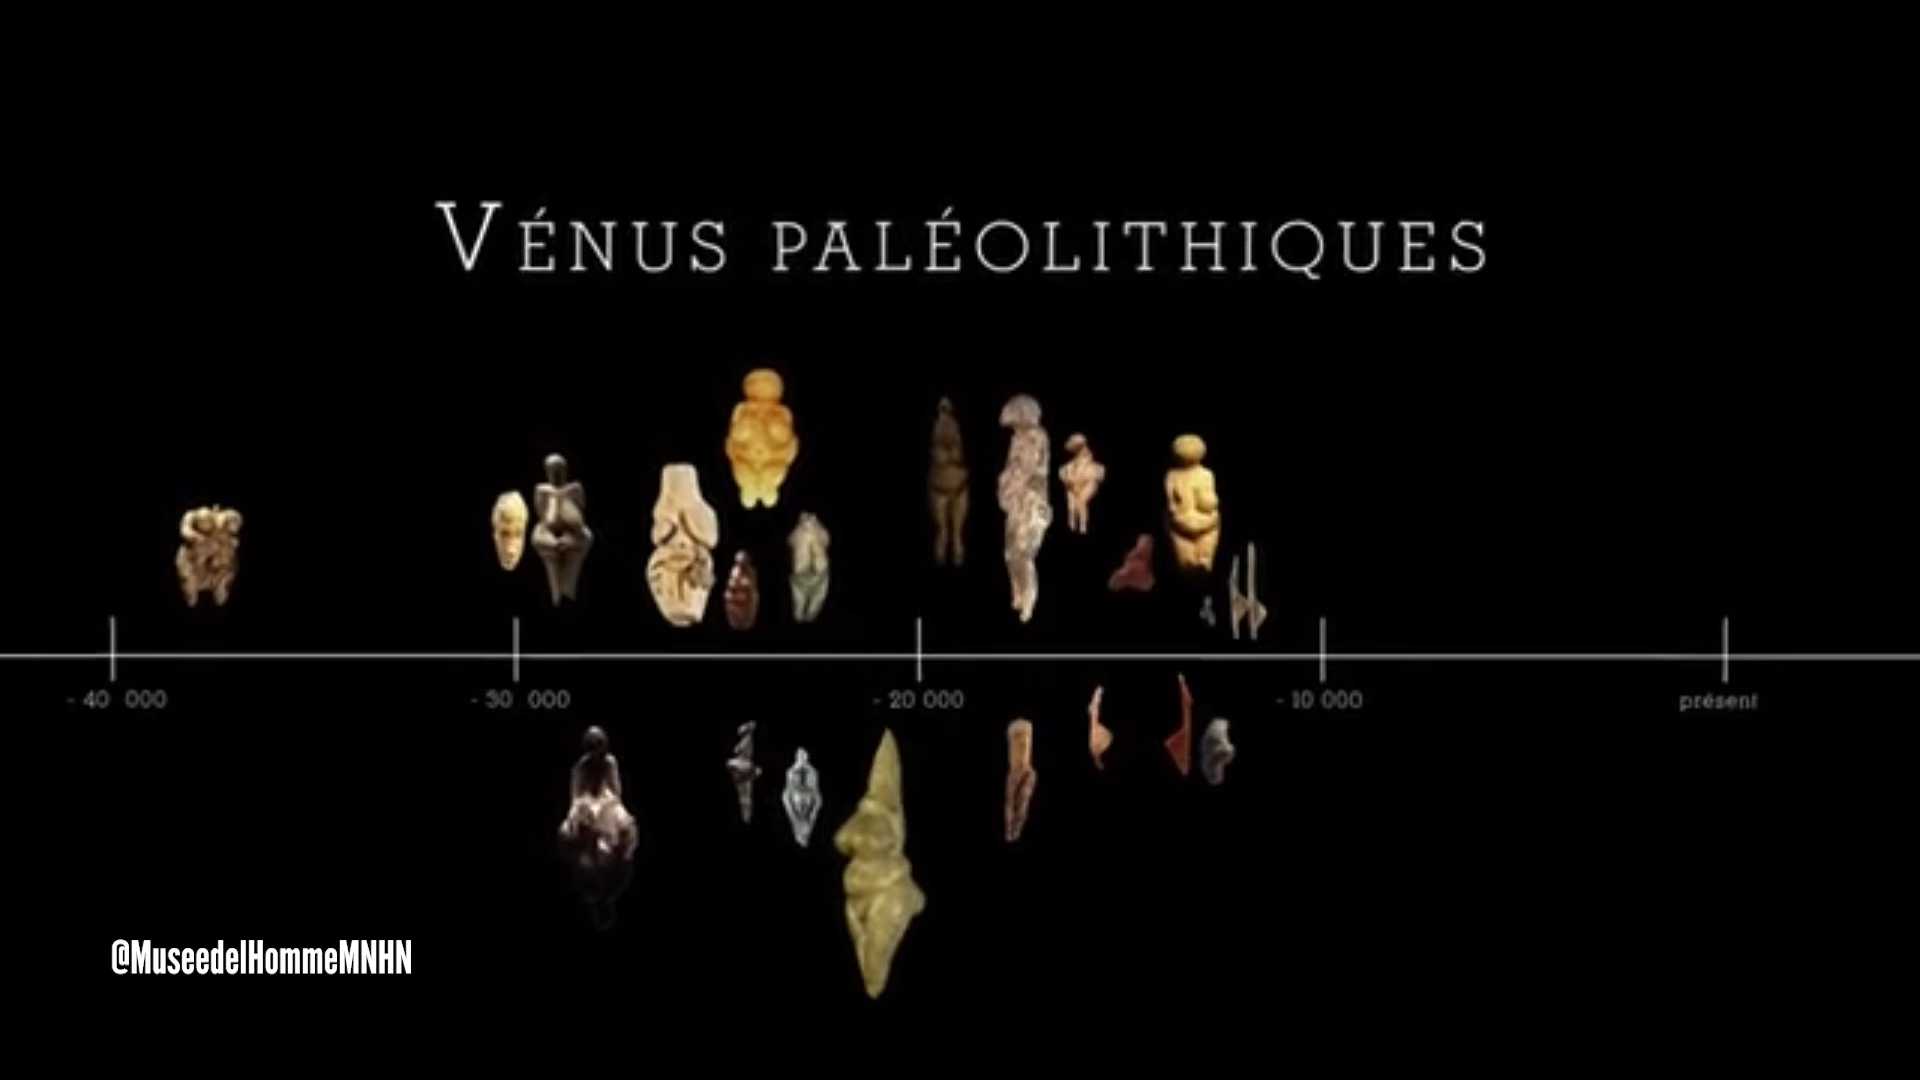 VÉNUS PALÉOLITHIQUES
- 40 000
- 30 000
- 20 000
- 10 000
présent
@MuseedelHommeMNHN